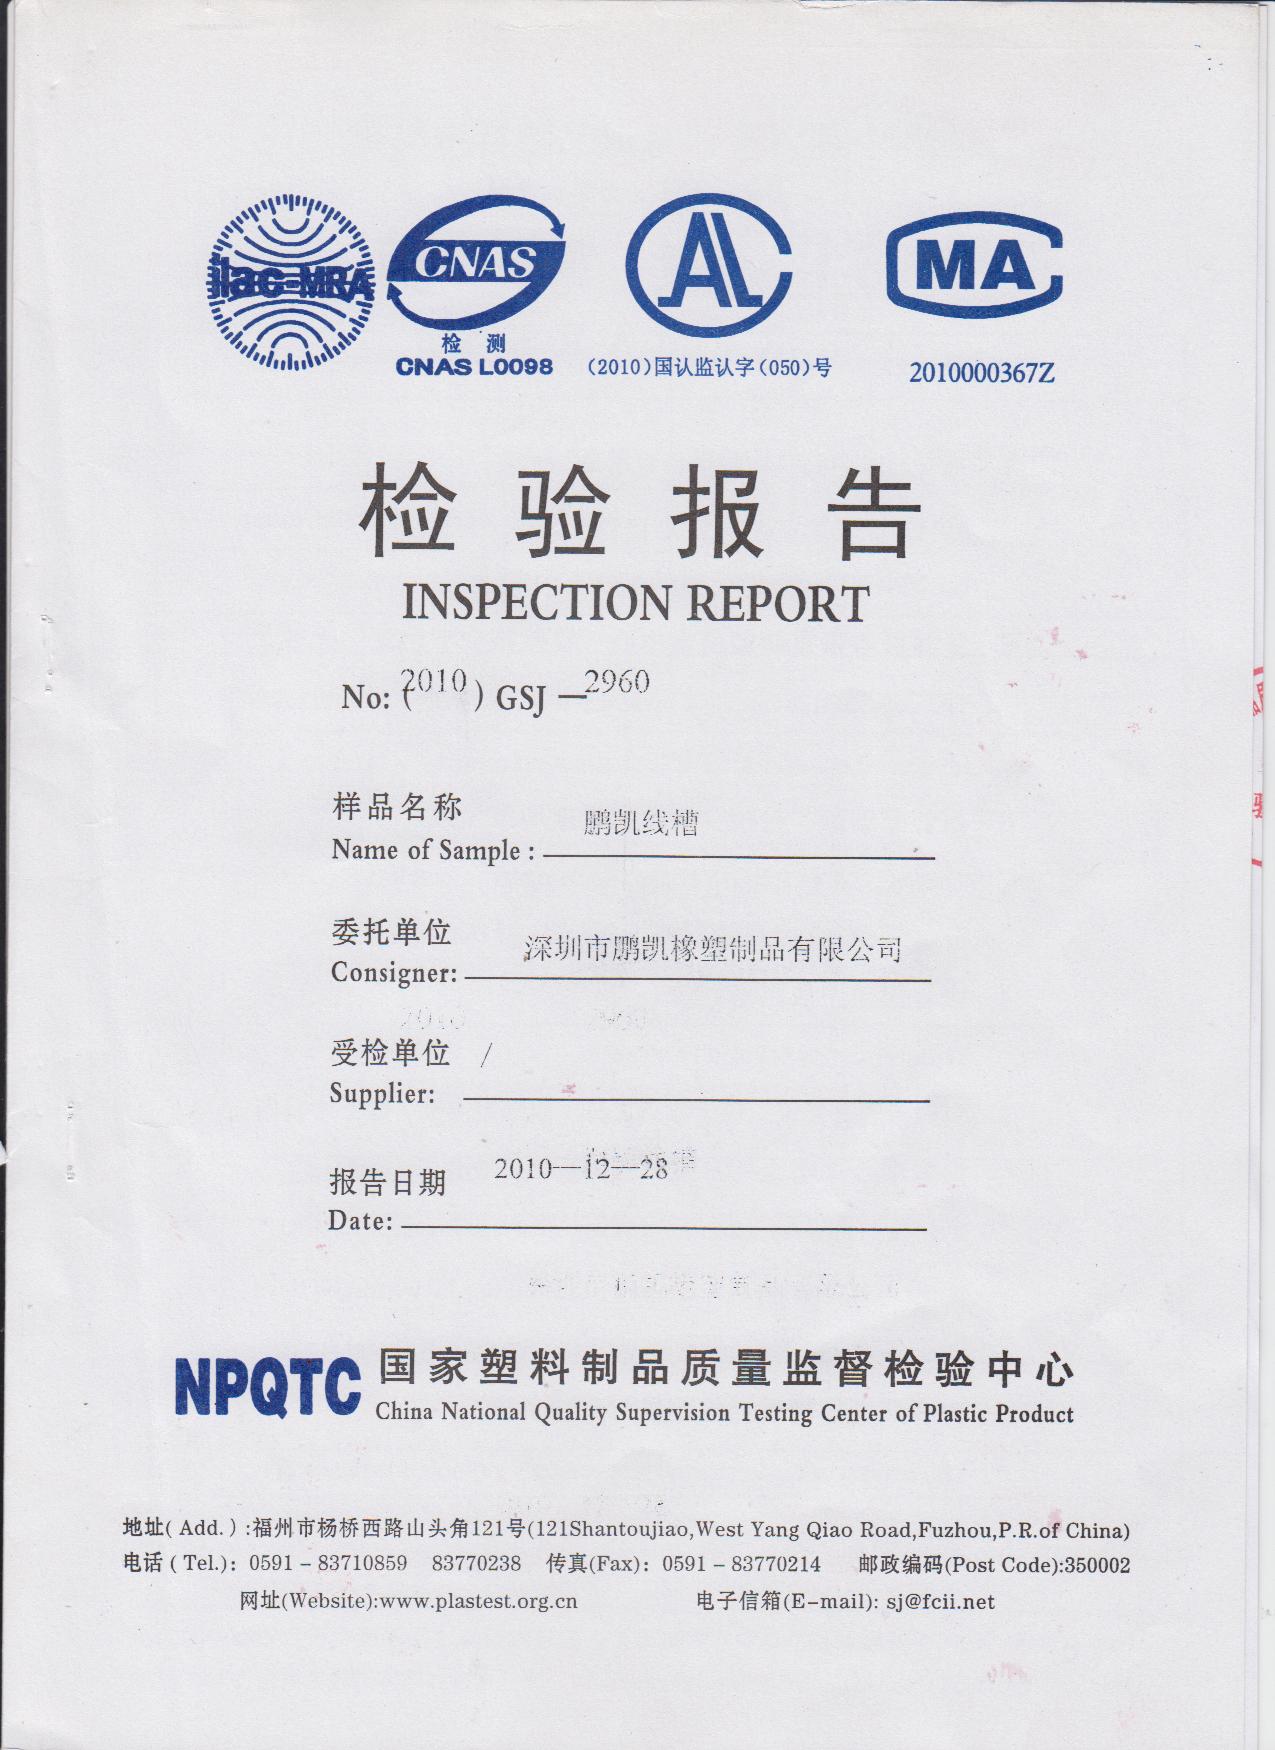 ilac-MRA
CNAS
检 测
CNAS L0098
AL
(2010)国认监认字(050)号
MA
2010000367Z
检验报告
INSPECTION REPORT
No: (2010) GSJ —2960
样品名称 鹏凯线槽
Name of Sample :
委托单位 深圳市鹏凯橡塑制品有限公司
Consigner:
受检单位 /
Supplier:
报告日期 2010—12—28
Date:
NPQTC 国家塑料制品质量监督检验中心
China National Quality Supervision Testing Center of Plastic Product
地址( Add. ) :福州市杨桥西路山头角121号(121Shantoujiao,West Yang Qiao Road,Fuzhou,P.R.of China)
电话 ( Tel.): 0591 – 83710859 83770238 传真(Fax): 0591 – 83770214 邮政编码(Post Code):350002
网址(Website):www.plastest.org.cn 电子信箱(E-mail): sj@fcii.net